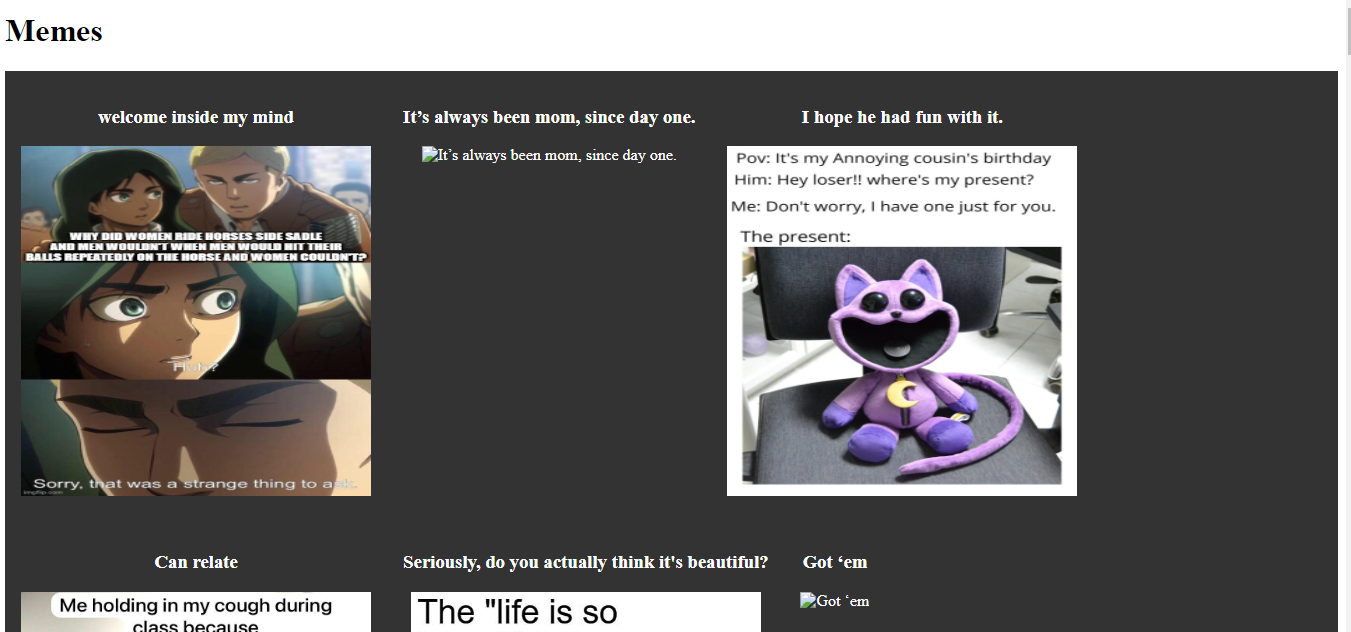 Memes
welcome inside my mind
It’s always been mom, since day one.
I hope he had fun with it.
WHY DID WOMEN RIDE HORSES SIDE SADLE
AND MEN WOULDN'T WHEN MEN WOULD HIT THEIR
BALLS REPEATEDLY ON THE HORSE AND WOMEN COULDN'T?
Huh?
Sorry, that was a strange thing to ask.
imgflip.com
It’s always been mom, since day one.
Pov: It's my Annoying cousin's birthday
Him: Hey loser!! where's my present?
Me: Don't worry, I have one just for you.
The present:
Can relate
Seriously, do you actually think it's beautiful?
Got ‘em
Me holding in my cough during
class because
The "life is so
Got ‘em